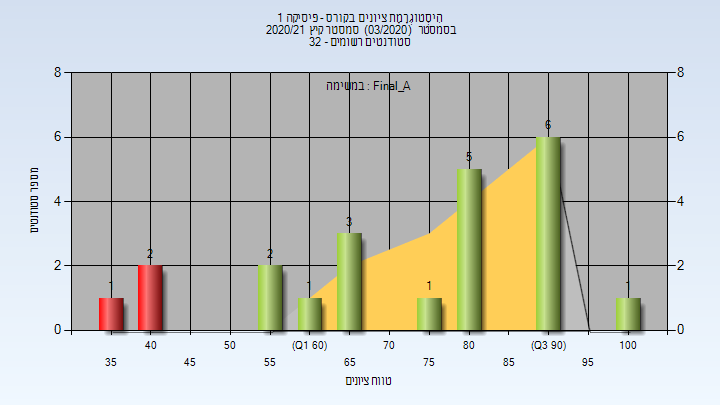 היסטוגרמת ציונים בקורס - פיסיקה 1
בסמסטר (03/2020) סמסטר קיץ 2020/21
סטודנטים רשומים - 32
במשימה : Final_A
מספר סטודנטים
8 8
6 6
4 4
2 2
0 0
1 2 2 1 3 1 5 6 1
40 50 (Q1 60) 70 80 (Q3 90) 100
35 45 55 65 75 85 95
טווח ציונים